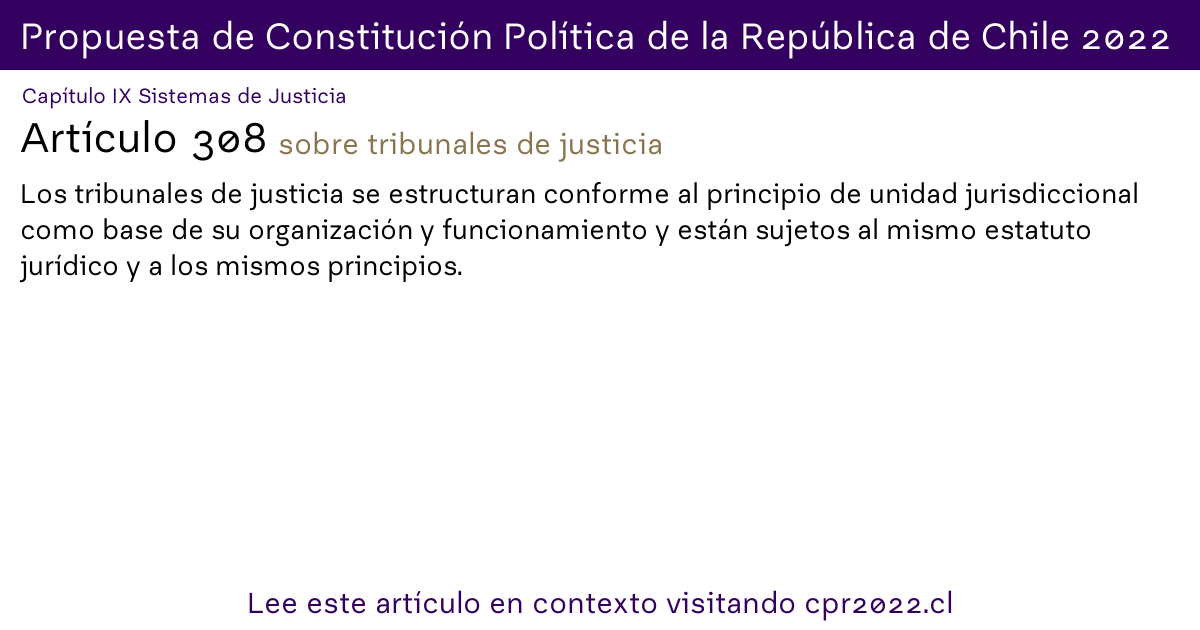 Propuesta de Constitución Política de la República de Chile 2022
Capítulo IX Sistemas de Justicia
Artículo 308 sobre tribunales de justicia
Los tribunales de justicia se estructuran conforme al principio de unidad jurisdiccional
como base de su organización y funcionamiento y están sujetos al mismo estatuto
jurídico y a los mismos principios.
Lee este artículo en contexto visitando cpr2022.cl